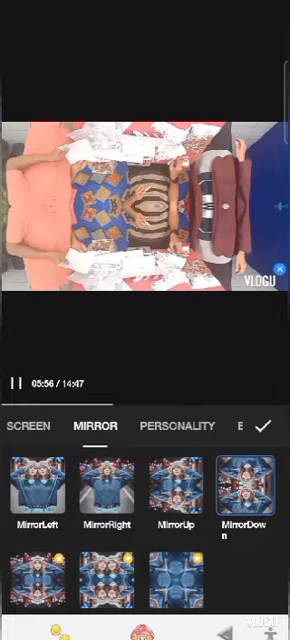 VLOGU
05:56 / 14:47
SCREEN MIRROR PERSONALITY E
MirrorLeft MirrorRight MirrorUp MirrorDow
n
VLOGU